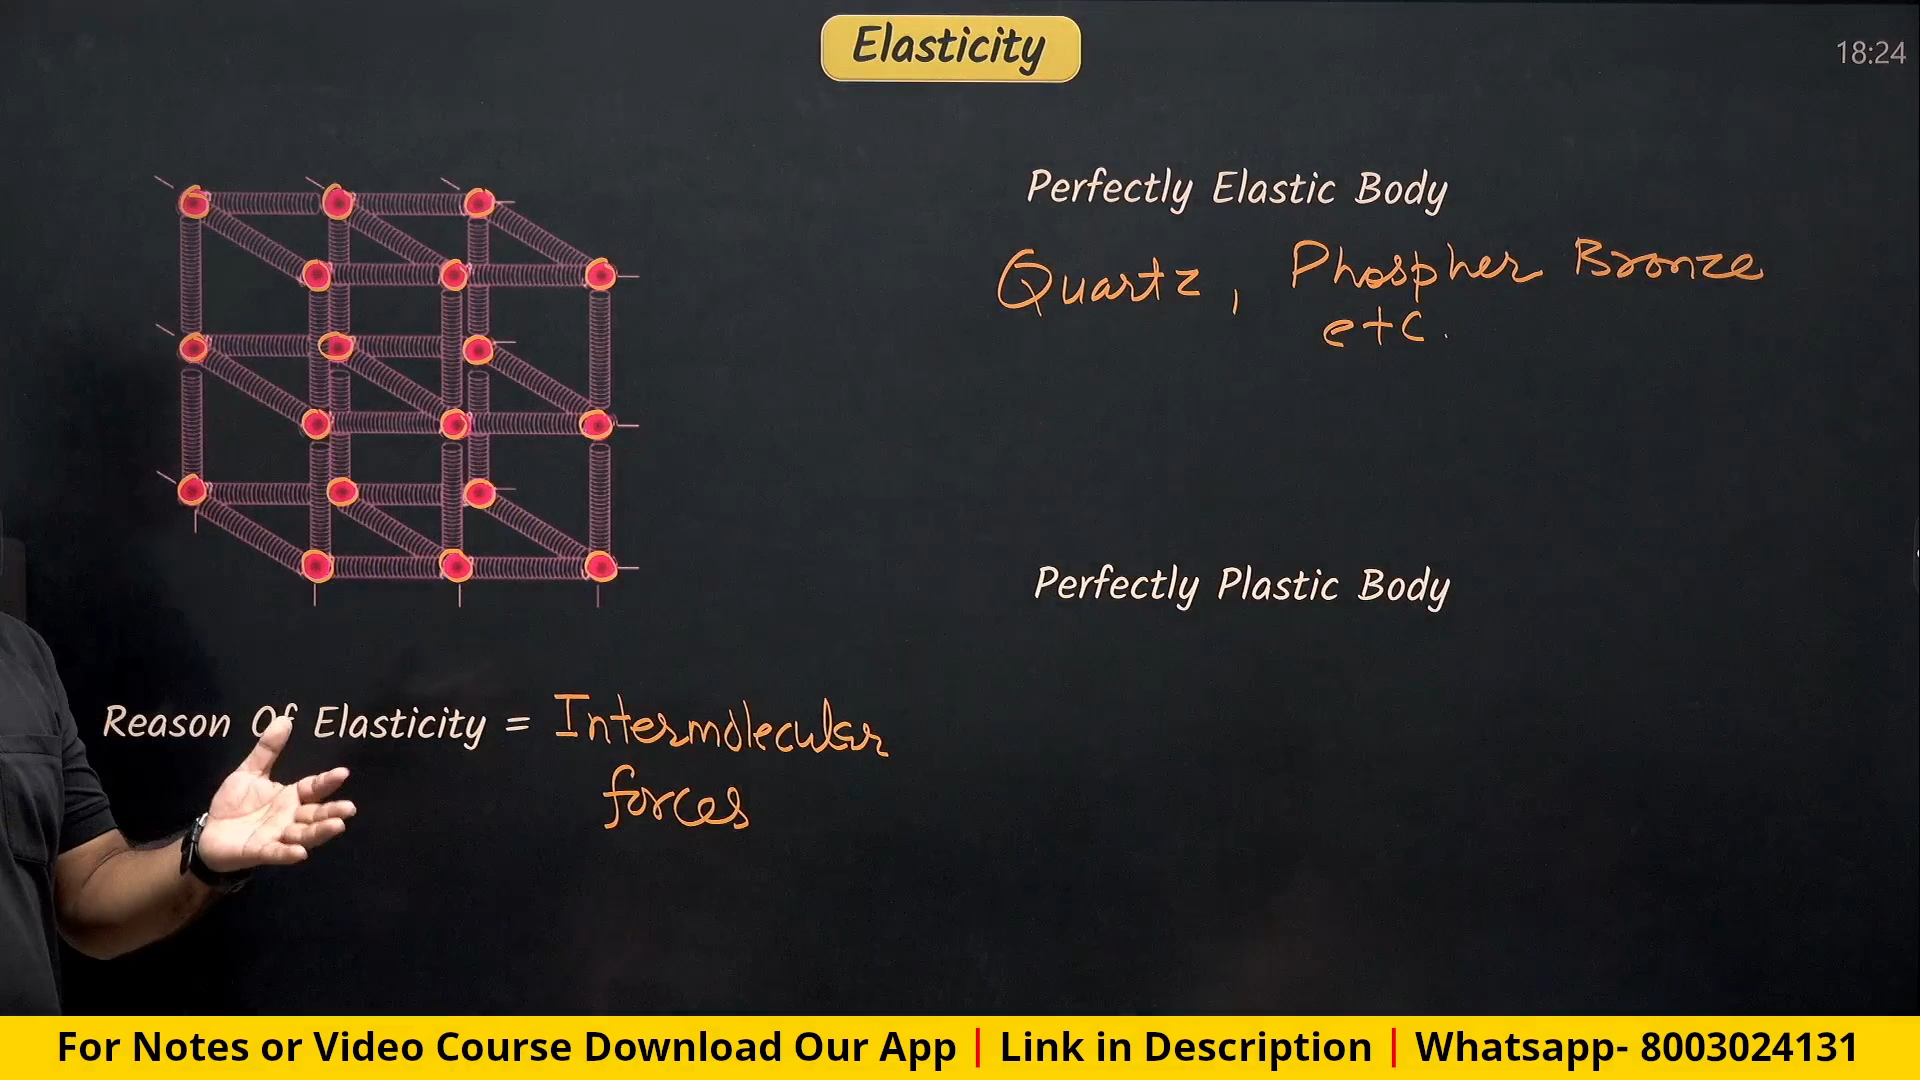 Elasticity
18:24
Perfectly Elastic Body
Quartz, Phospher Bronze
etc.
Perfectly Plastic Body
Reason Of Elasticity = Intermolecular
forces
For Notes or Video Course Download Our App | Link in Description | Whatsapp- 8003024131